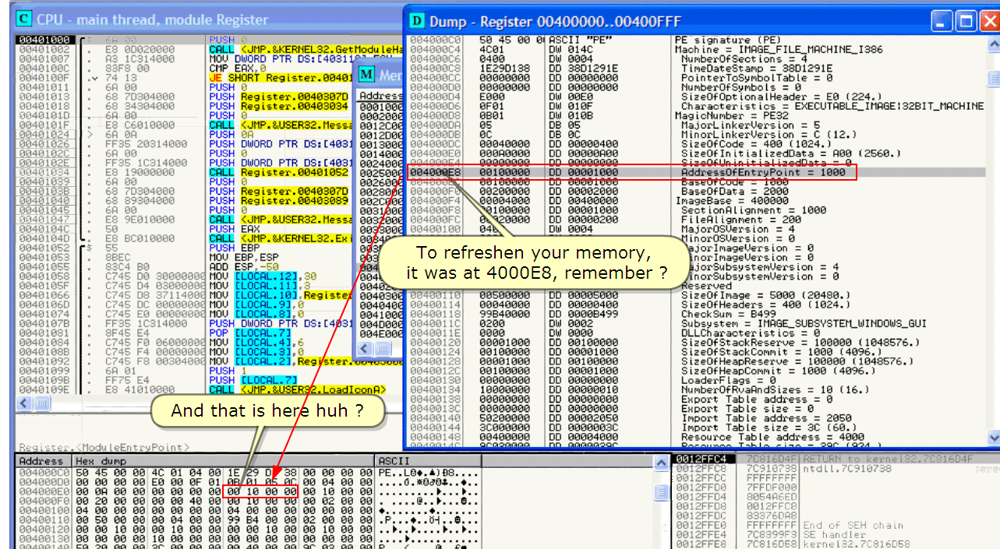 CPU - main thread, module Register
00401000 6A 00 PUSH 0
00401002 E8 0D020000 CALL <JMP.&KERNEL32.GetModuleHa
00401007 A3 1C314000 MOV DWORD PTR DS:[40311
0040100C 83F8 00 CMP EAX,0
0040100F 74 13 JE SHORT Register.00401
00401011 6A 00 PUSH 0
00401013 68 7D304000 PUSH Register.0040307D
00401018 68 34304000 PUSH Register.00403034
0040101D 6A 00 PUSH 0
0040101F E8 C6010000 CALL <JMP.&USER32.Messa
00401024 6A 0A PUSH 0A
00401026 FF35 20314000 PUSH DWORD PTR DS:[4031
0040102C 6A 00 PUSH 0
0040102E FF35 1C314000 PUSH DWORD PTR DS:[4031
00401034 E8 19000000 CALL Register.00401052
00401039 6A 00 PUSH 0
0040103B 68 7D304000 PUSH Register.0040307D
00401040 68 89304000 PUSH Register.00403089
00401045 6A 00 PUSH 0
00401047 E8 9E010000 CALL <JMP.&USER32.Messa
0040104C 50 PUSH EAX
0040104D E8 BC010000 CALL <JMP.&KERNEL32.Exi
00401052 55 PUSH EBP
00401053 8BEC MOV EBP,ESP
00401055 83C4 B0 ADD ESP,-50
00401058 C745 D0 30000000 MOV [LOCAL.12],30
0040105F C745 D4 03000000 MOV [LOCAL.11],3
00401066 C745 D8 37114000 MOV [LOCAL.10],Register
0040106D C745 DC 00000000 MOV [LOCAL.9],0
00401074 C745 E0 00000000 MOV [LOCAL.8],0
0040107B FF35 1C314000 PUSH DWORD PTR DS:[4031
00401081 8F45 E4 POP [LOCAL.7]
00401084 C745 F0 06000000 MOV [LOCAL.4],6
0040108B C745 F4 00000000 MOV [LOCAL.3],0
00401092 C745 F8 00304000 MOV [LOCAL.2],Register.00403000
00401099 6A 01 PUSH 1
0040109B FF75 E4 PUSH [LOCAL.7]
0040109E E8 41010000 CALL <JMP.&USER32.LoadIconA>
Register.<ModuleEntryPoint>
Mem
Address
00010000
00020000
0012C000
0012D000
00130000
00140000
00240000
00250000
00260000
Dump - Register 00400000..00400FFF
004000C0 50 45 00 0 ASCII "PE" PE signature (PE)
004000C4 4C01 DW 014C Machine = IMAGE_FILE_MACHINE_I386
004000C6 0400 DW 0004 NumberOfSections = 4
004000C8 1E29D138 DD 38D1291E TimeDateStamp = 38D1291E
004000CC 00000000 DD 00000000 PointerToSymbolTable = 0
004000D0 00000000 DD 00000000 NumberOfSymbols = 0
004000D4 E000 DW 00E0 SizeOfOptionalHeader = E0 (224.)
004000D6 0F01 DW 010F Characteristics = EXECUTABLE_IMAGE|32BIT_MACHINE
004000D8 0B01 DW 010B MagicNumber = PE32
004000DA 05 DB 05 MajorLinkerVersion = 5
004000DB 0C DB 0C MinorLinkerVersion = C (12.)
004000DC 00040000 DD 00000400 SizeOfCode = 400 (1024.)
004000E0 000A0000 DD 00000A00 SizeOfInitializedData = A00 (2560.)
004000E4 00000000 DD 00000000 SizeOfUninitializedData = 0
004000E8 00100000 DD 00001000 AddressOfEntryPoint = 1000
00100000 DD 00001000 BaseOfCode = 1000
00200000 DD 00002000 BaseOfData = 2000
004000F4 00004000 DD 00400000 ImageBase = 400000
004000F8 00100000 DD 00001000 SectionAlignment = 1000
004000FC 00020000 DD 00000200 FileAlignment = 200
00400100 0400 DW 0004 MajorOSVersion = 4
MinorOSVersion = 0
MajorImageVersion = 0
MinorImageVersion = 0
MajorSubsystemVersion = 4
MinorSubsystemVersion = 0
Reserved
00400110 00500000 DD 00005000 SizeOfImage = 5000 (20480.)
00400114 00040000 DD 00000400 SizeOfHeaders = 400 (1024.)
00400118 99B40000 DD 0000B499 CheckSum = B499
0040011C 0200 DW 0002 Subsystem = IMAGE_SUBSYSTEM_WINDOWS_GUI
0040011E 0000 DW 0000 DLLCharacteristics = 0
00400120 00001000 DD 00100000 SizeOfStackReserve = 100000 (1048576.)
00400124 00100000 DD 00001000 SizeOfStackCommit = 1000 (4096.)
00400128 00001000 DD 00100000 SizeOfHeapReserve = 100000 (1048576.)
0040012C 00100000 DD 00001000 SizeOfHeapCommit = 1000 (4096.)
00400130 00000000 DD 00000000 LoaderFlags = 0
00400134 10000000 DD 00000010 NumberOfRvaAndSizes = 10 (16.)
00400138 00000000 DD 00000000 Export Table address = 0
0040013C 00000000 DD 00000000 Export Table size = 0
00400140 50200000 DD 00002050 Import Table address = 2050
00400144 3C000000 DD 0000003C Import Table size = 3C (60.)
00400148 00400000 DD 00004000 Resource Table address = 4000
To refreshen your memory,
it was at 4000E8, remember ?
And that is here huh ?
Address Hex dump ASCII
004000C0 50 45 00 00 4C 01 04 00 1E 29 D1 38 00 00 00 00
004000D0 00 00 00 00 E0 00 0F 01 0B 01 05 0C 00 04 00 00
004000E0 00 0A 00 00 00 00 00 00 00 10 00 00 00 10 00 00
004000F0 00 20 00 00 00 00 40 00 00 10 00 00 00 02 00 00
00400100 04 00 00 00 00 00 00 00 04 00 00 00 00 00 00 00
00400110 00 50 00 00 00 04 00 00 99 B4 00 00 02 00 00 00
00400120 00 00 10 00 00 10 00 00 00 00 10 00 00 10 00 00
00400130 00 00 00 00 10 00 00 00 00 00 00 00 00 00 00 00
00400140 50 20 00 00 3C 00 00 00 00 40 00 00 9C 03 00 00
0012FFC4 7C816D4F RETURN to kernel32.7C816D4F
0012FFC8 7C910738 ntdll.7C910738
0012FFCC FFFFFFFF
0012FFD0 7FFDF000
0012FFD4 8054A6ED
0012FFD8 0012FFC8
0012FFDC 83376DA8
0012FFE0 FFFFFFFF End of SEH chain
0012FFE4 7C8399F3 SE handler
0012FFE8 7C816D58 kernel32.7C816D58